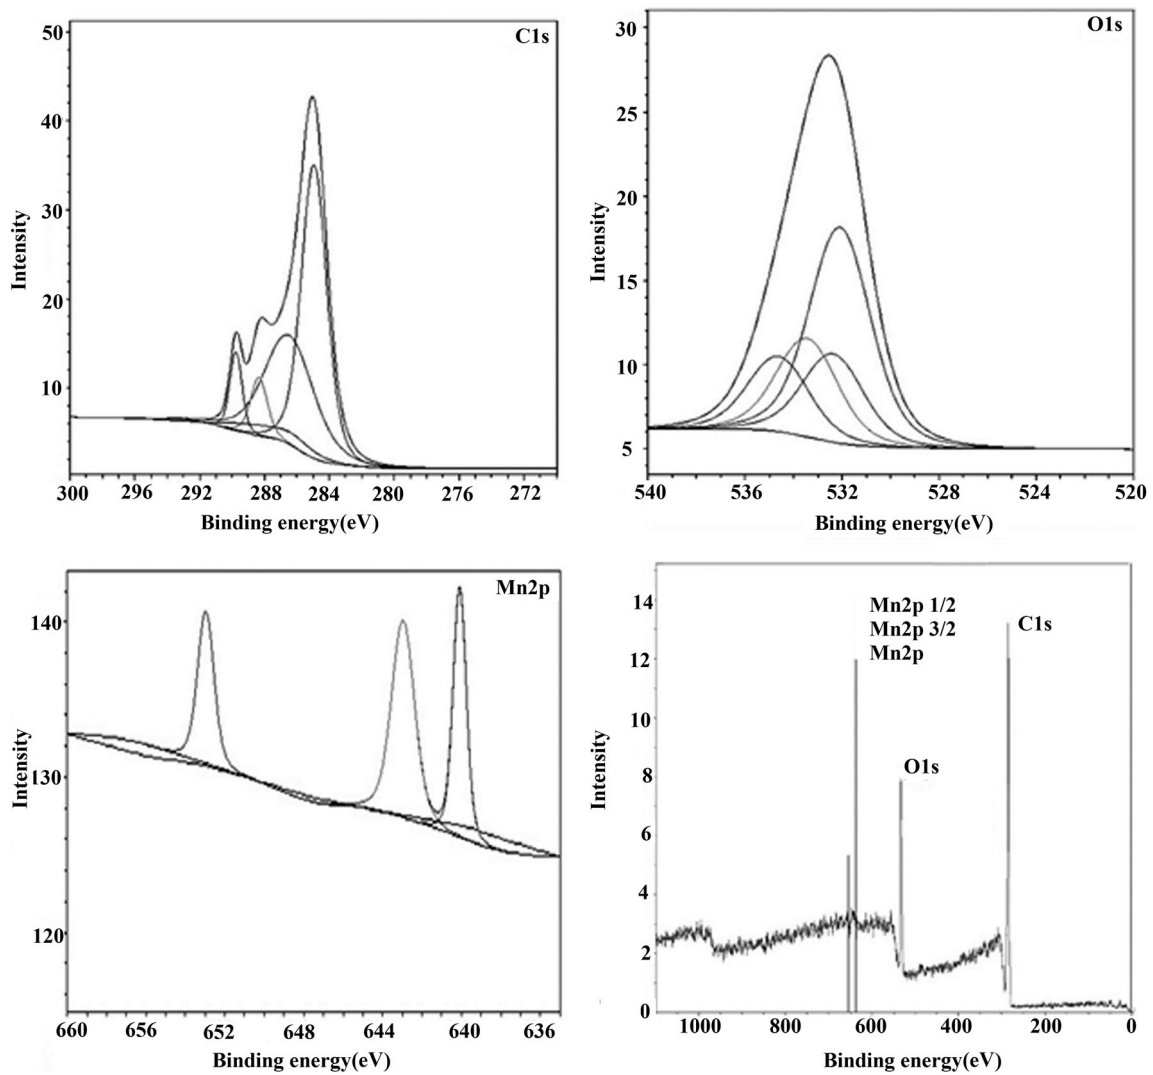 C1s
50
40
30
20
10
Intensity
300 296 292 288 284 280 276 272
Binding energy(eV)
O1s
30
25
20
15
10
5
Intensity
540 536 532 528 524 520
Binding energy(eV)
Mn2p
140
130
120
Intensity
660 656 652 648 644 640 636
Binding energy(eV)
14
12
10
8
6
4
2
0
Intensity
Mn2p 1/2
Mn2p 3/2
Mn2p
C1s
O1s
1000 800 600 400 200 0
Binding energy(eV)